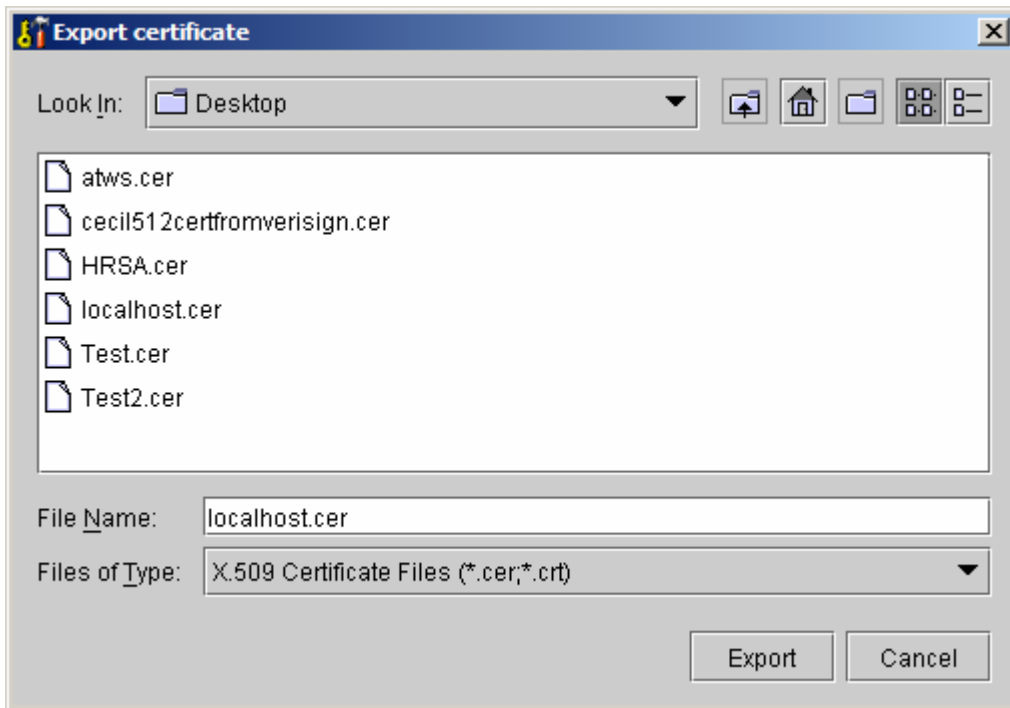 Export certificate
Look In: Desktop
atws.cer
cecil512certfromverisign.cer
HRSA.cer
localhost.cer
Test.cer
Test2.cer
File Name: localhost.cer
Files of Type: X.509 Certificate Files (*.cer;*.crt)
Export Cancel